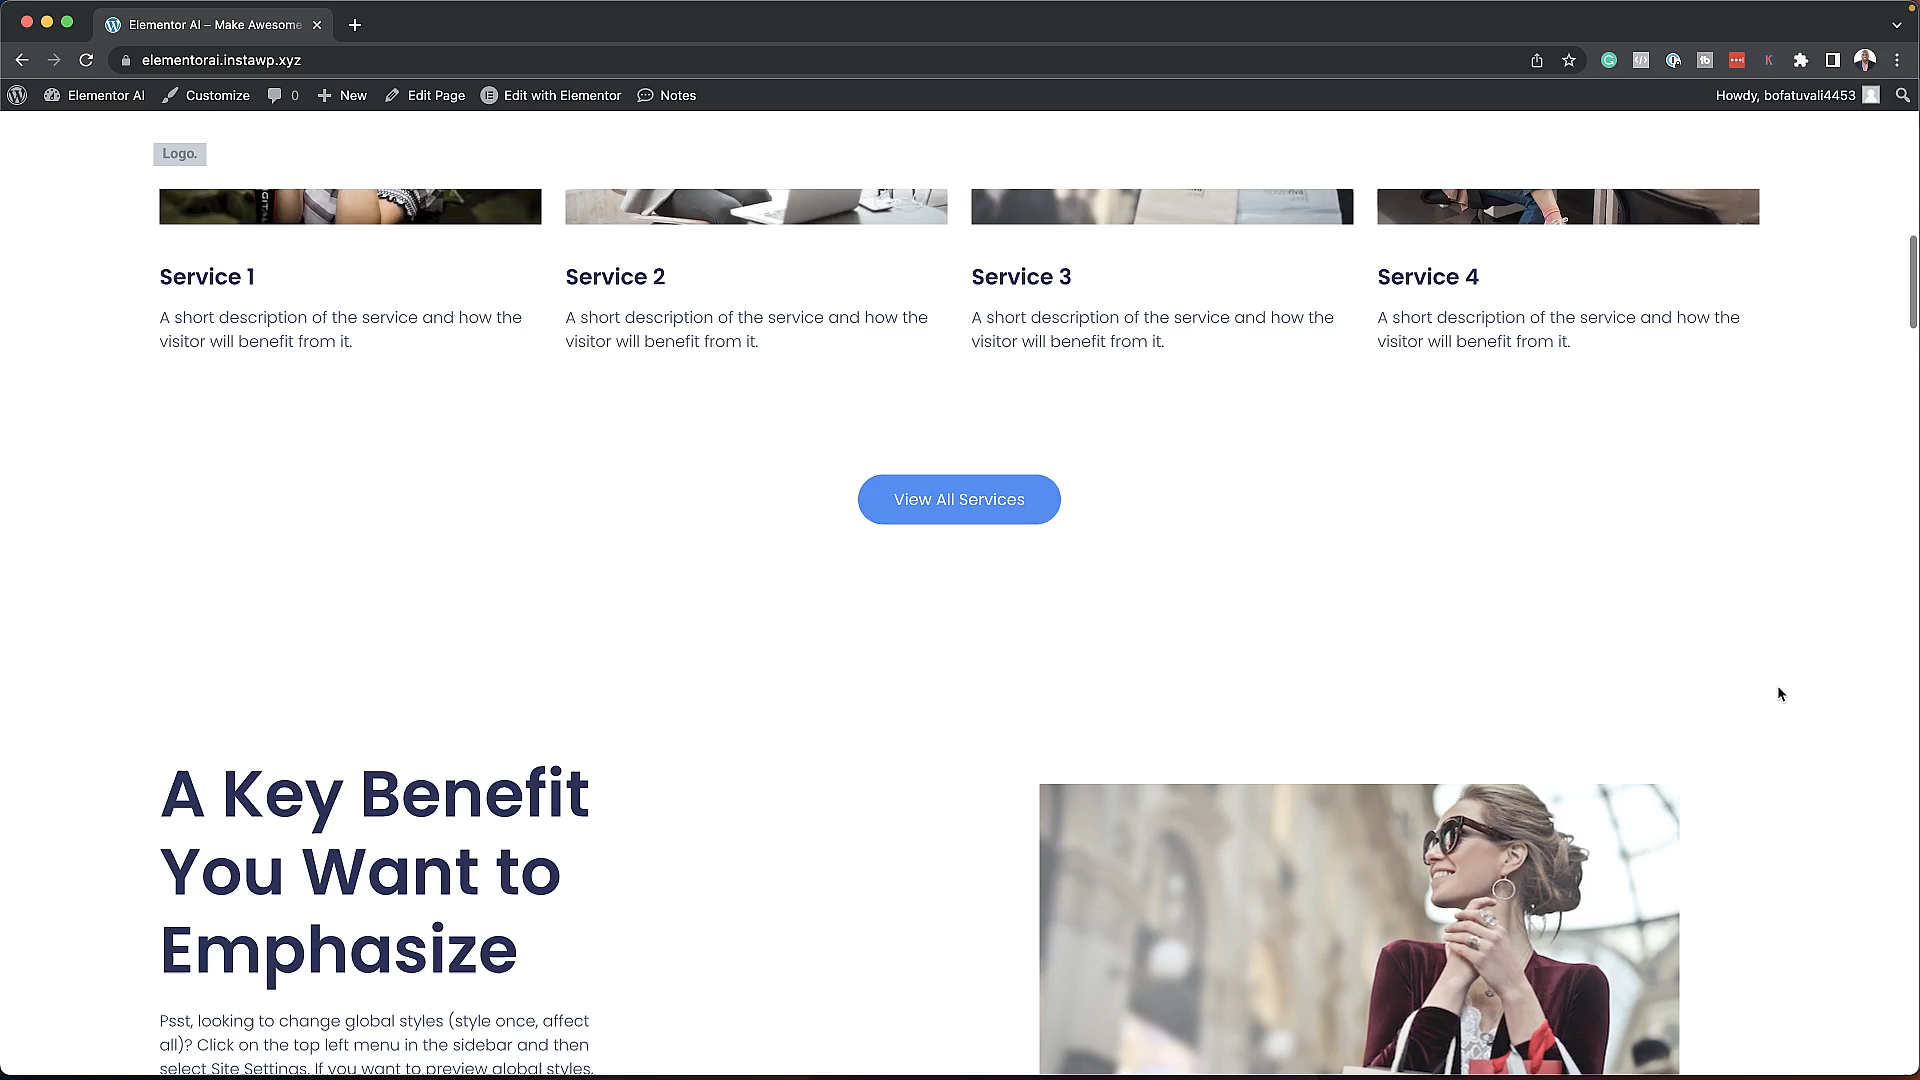 Elementor AI – Make Awesome
elementorai.instawp.xyz
Elementor AI Customize 0 New Edit Page Edit with Elementor Notes Howdy, bofatuvali4453
Logo.
Service 1
A short description of the service and how the
visitor will benefit from it.
Service 2
A short description of the service and how the
visitor will benefit from it.
Service 3
A short description of the service and how the
visitor will benefit from it.
Service 4
A short description of the service and how the
visitor will benefit from it.
View All Services
A Key Benefit
You Want to
Emphasize
Psst, looking to change global styles (style once, affect
all)? Click on the top left menu in the sidebar and then
select Site Settings. If you want to preview global styles,